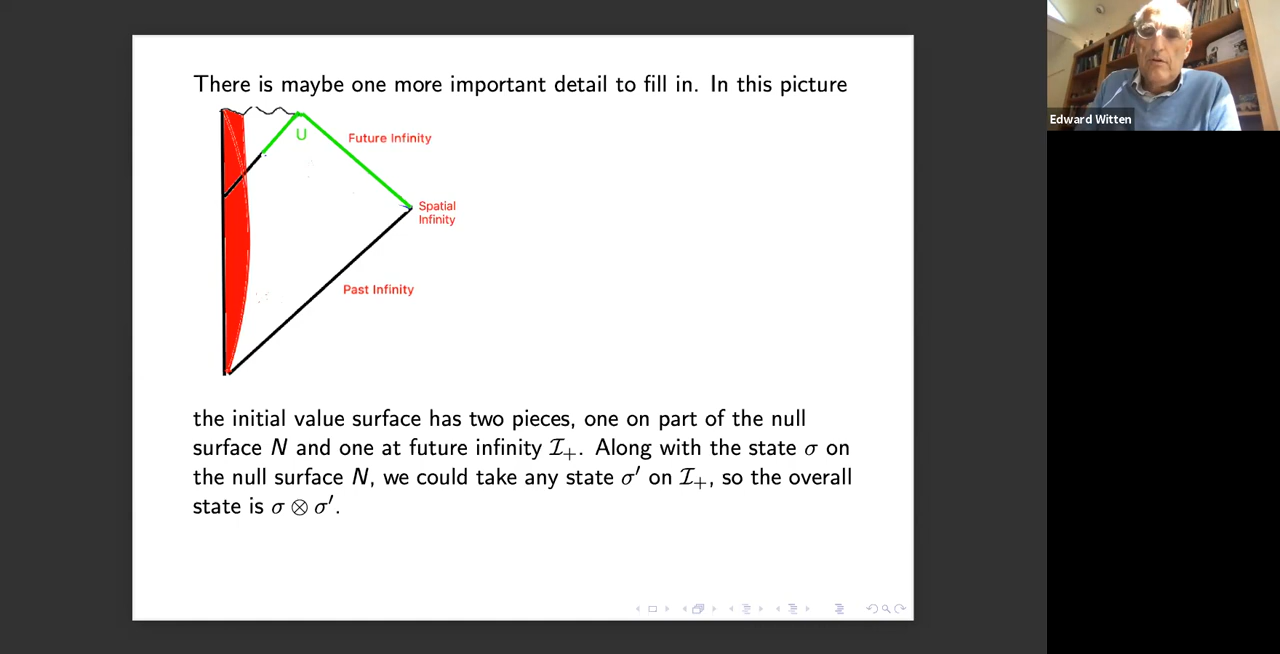 There is maybe one more important detail to fill in. In this picture
U
Future Infinity
Spatial
Infinity
Past Infinity
the initial value surface has two pieces, one on part of the null
surface N and one at future infinity ℐ₊. Along with the state σ on
the null surface N, we could take any state σ′ on ℐ₊, so the overall
state is σ ⊗ σ′.
Edward Witten